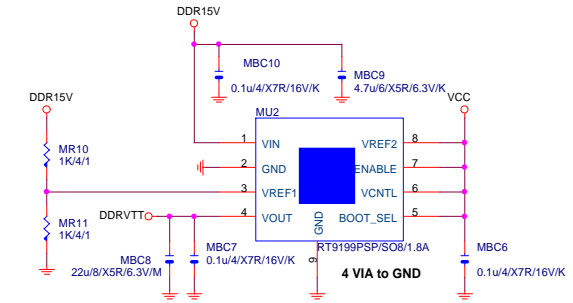 DDR15V
MBC10
0.1u/4/X7R/16V/K
MBC9
4.7u/6/X5R/6.3V/K
DDR15V
VCC
MU2
MR10
1K/4/1
1 VIN
VREF2 8
2 GND
ENABLE 7
3 VREF1
VCNTL 6
4 VOUT
BOOT_SEL 5
DDRVTT
MR11
1K/4/1
GND
9
RT9199PSP/SO8/1.8A
MBC8
22u/8/X5R/6.3V/M
MBC7
0.1u/4/X7R/16V/K
4 VIA to GND
MBC6
0.1u/4/X7R/16V/K